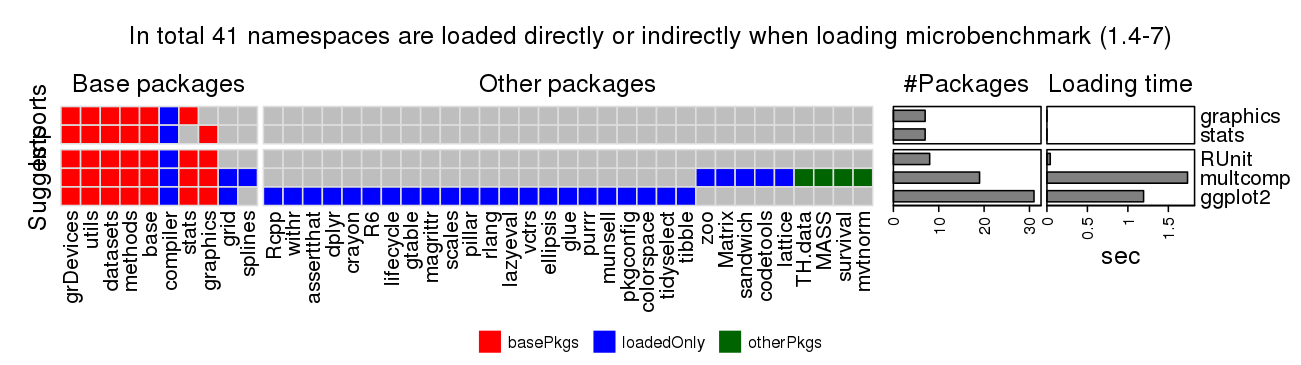 In total 41 namespaces are loaded directly or indirectly when loading microbenchmark (1.4-7)
Base packages
Other packages
#Packages
Loading time
Imports
Suggests
graphics
stats
RUnit
multcomp
ggplot2
grDevices
utils
datasets
methods
base
compiler
stats
graphics
grid
splines
Rcpp
withr
assertthat
dplyr
crayon
R6
lifecycle
gtable
magrittr
scales
pillar
rlang
lazyeval
vctrs
ellipsis
glue
purrr
munsell
pkgconfig
colorspace
tidyselect
tibble
zoo
Matrix
sandwich
codetools
lattice
TH.data
MASS
survival
mvtnorm
0
10
20
30
0
0.5
1
1.5
sec
basePkgs
loadedOnly
otherPkgs